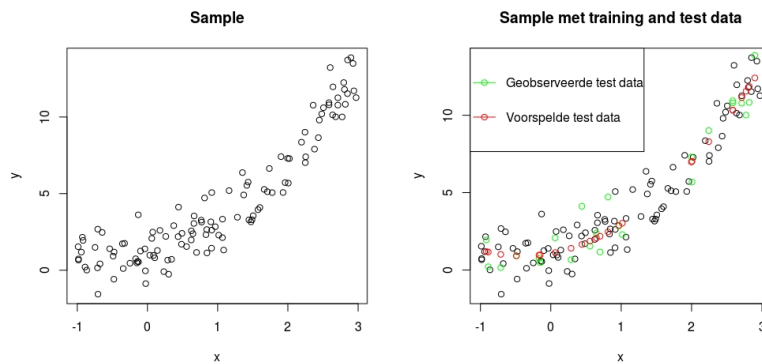 Sample
y
10
5
0
-1 0 1 2 3
x
Sample met training and test data
Geobserveerde test data
Voorspelde test data
y
10
5
0
-1 0 1 2 3
x